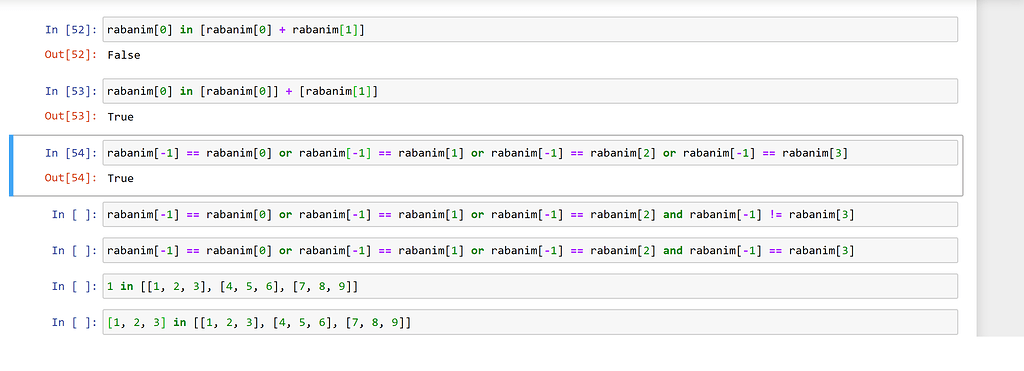 In [52]: rabanim[0] in [rabanim[0] + rabanim[1]]
Out[52]: False
In [53]: rabanim[0] in [rabanim[0]] + [rabanim[1]]
Out[53]: True
In [54]: rabanim[-1] == rabanim[0] or rabanim[-1] == rabanim[1] or rabanim[-1] == rabanim[2] or rabanim[-1] == rabanim[3]
Out[54]: True
In [ ]: rabanim[-1] == rabanim[0] or rabanim[-1] == rabanim[1] or rabanim[-1] == rabanim[2] and rabanim[-1] != rabanim[3]
In [ ]: rabanim[-1] == rabanim[0] or rabanim[-1] == rabanim[1] or rabanim[-1] == rabanim[2] and rabanim[-1] == rabanim[3]
In [ ]: 1 in [[1, 2, 3], [4, 5, 6], [7, 8, 9]]
In [ ]: [1, 2, 3] in [[1, 2, 3], [4, 5, 6], [7, 8, 9]]